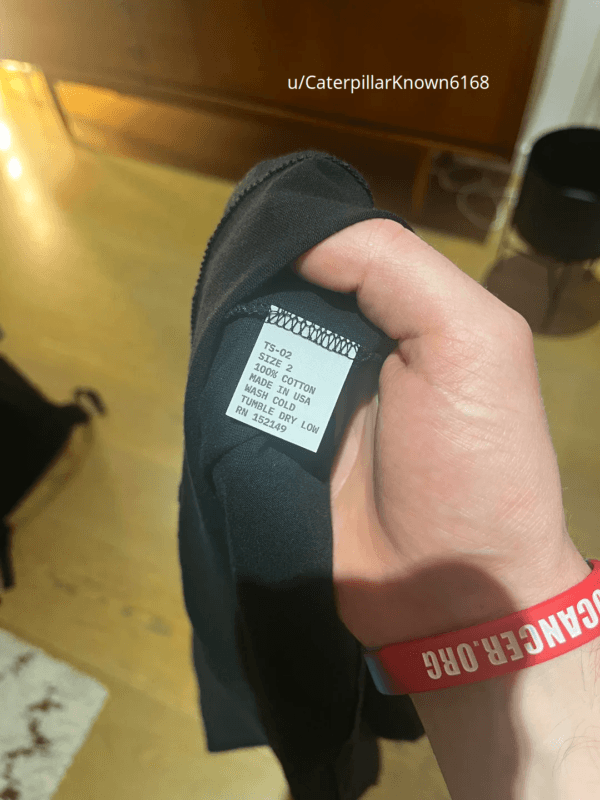 u/CaterpillarKnown6168
TS-02
SIZE 2
100% COTTON
MADE IN USA
WASH COLD
TUMBLE DRY LOW
RN 152149
CANCER.ORG